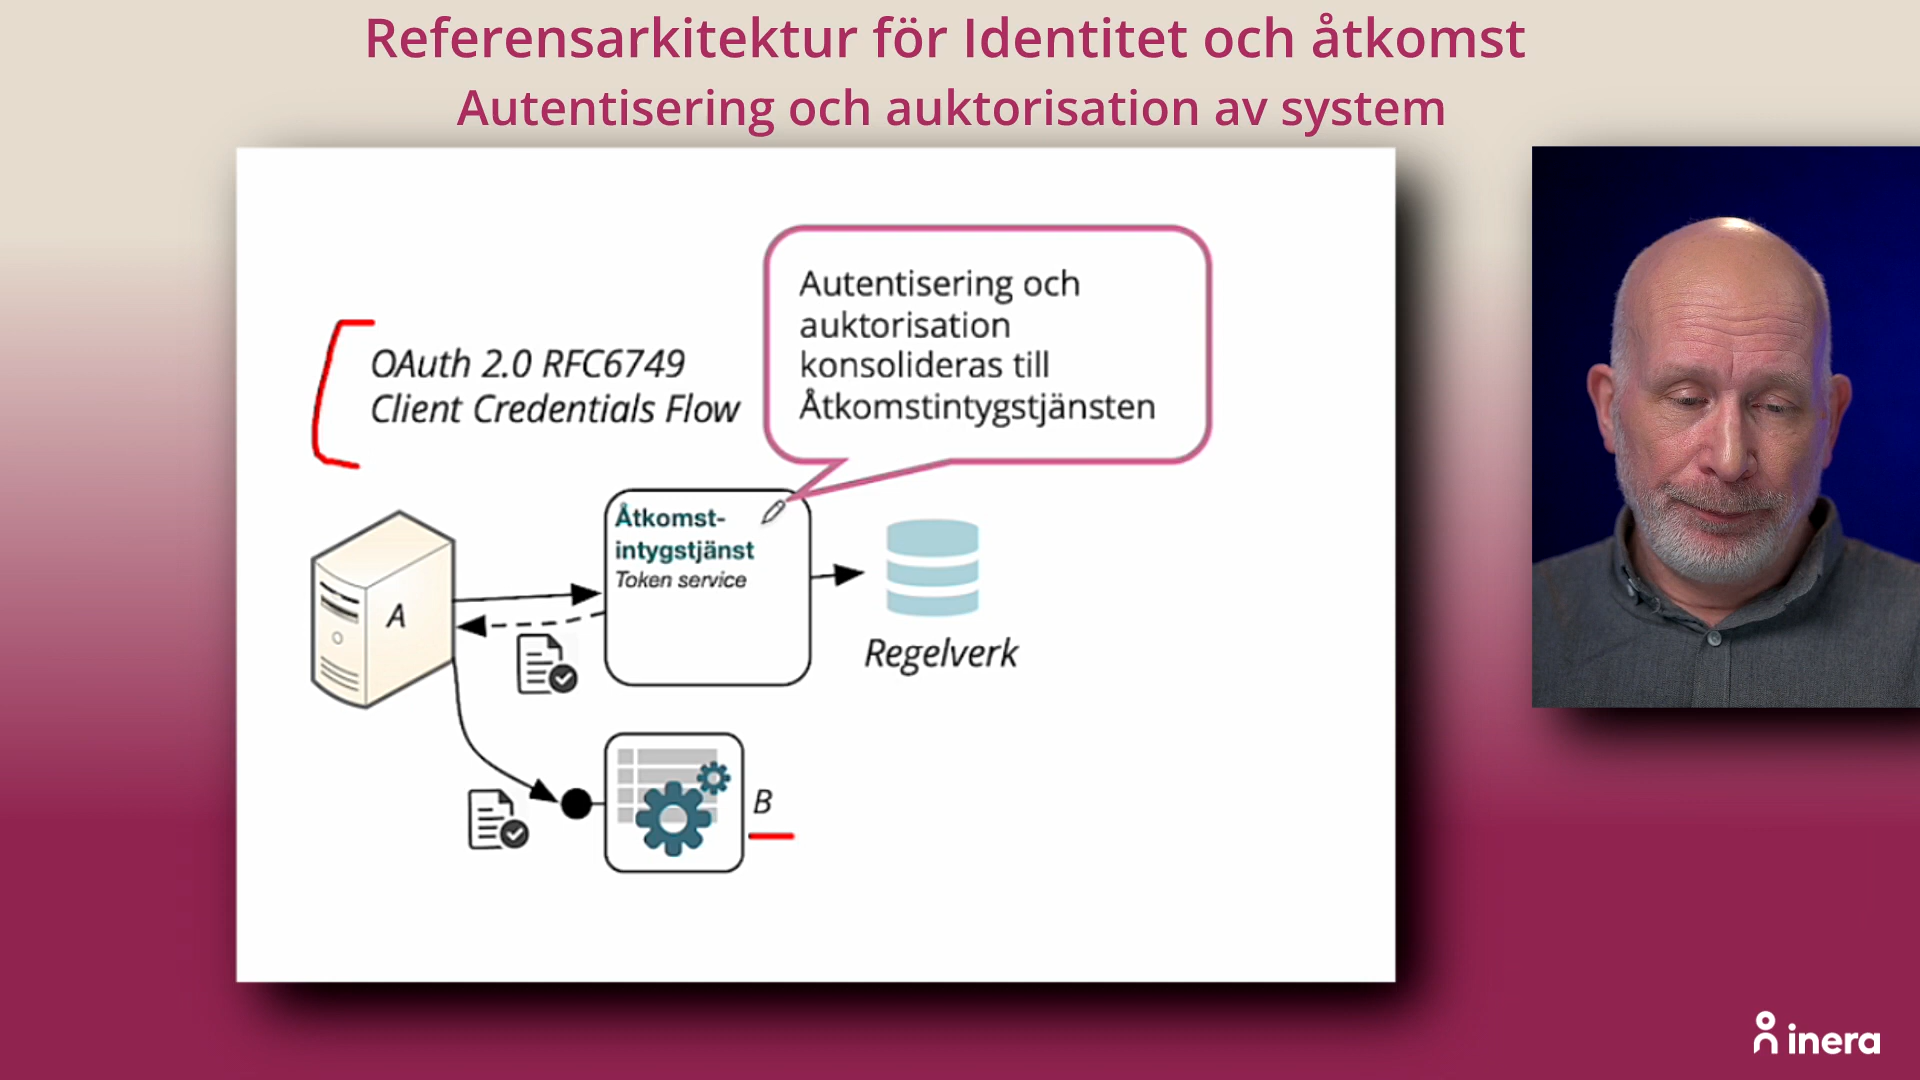 Referensarkitektur för Identitet och åtkomst
Autentisering och auktorisation av system
Autentisering och
auktorisation
konsolideras till
Åtkomstintygstjänsten
OAuth 2.0 RFC6749
Client Credentials Flow
Åtkomst-
intygstjänst
Token service
A
Regelverk
B
inera